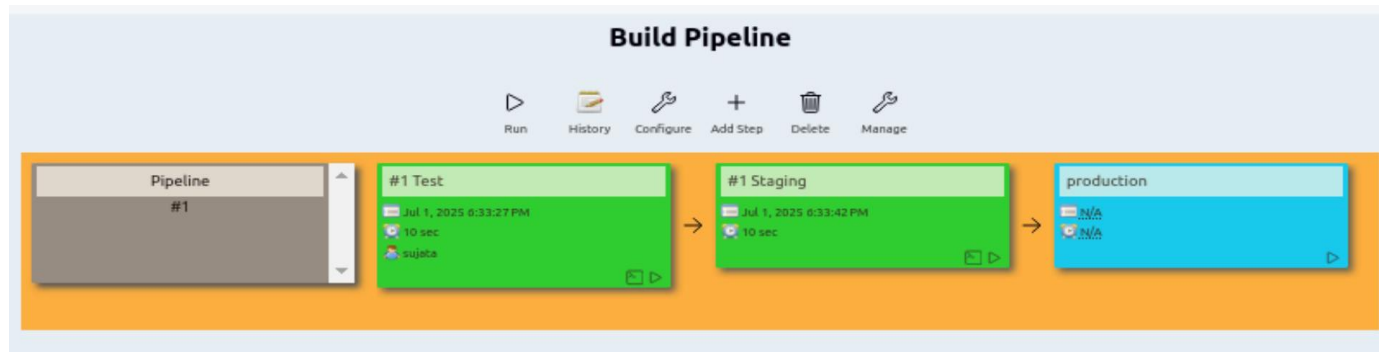 Build Pipeline
Run History Configure Add Step Delete Manage
Pipeline
#1
#1 Test
Jul 1, 2025 6:33:27 PM
10 sec
sujata
#1 Staging
Jul 1, 2025 6:33:42 PM
10 sec
production
N/A
N/A